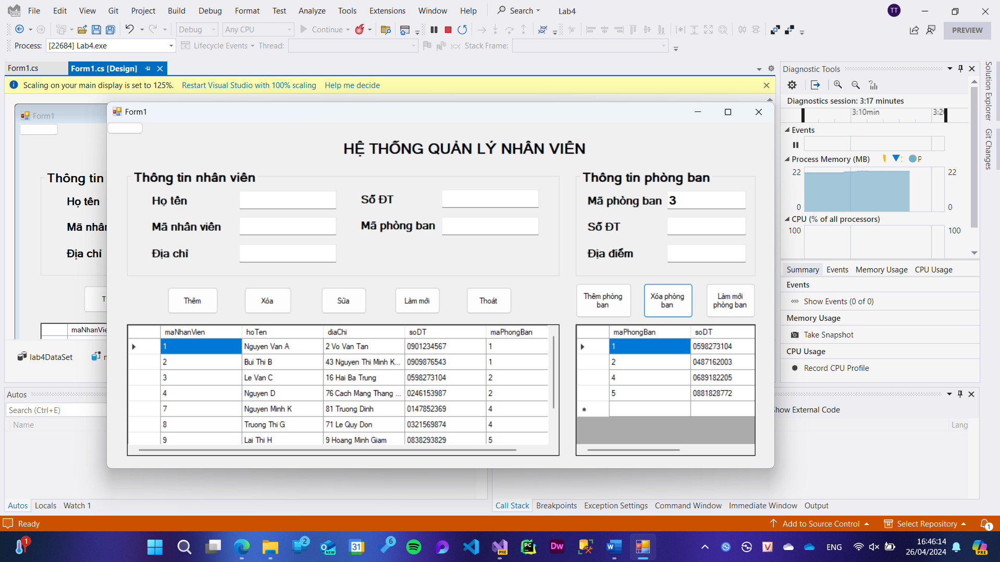 File Edit View Git Project Build Debug Format Test Analyze Tools Extensions Window Help Search Lab4 TT
PRE
Debug Any CPU Continue PREVIEW
Process: [22684] Lab4.exe Lifecycle Events Thread: Stack Frame:
Form1.cs Form1.cs [Design]
Scaling on your main display is set to 125%. Restart Visual Studio with 100% scaling Help me decide
Form1
Thông tin
Họ tên
Mã nhân
Địa chỉ
maNhanVie
lab4DataSet
Form1
HỆ THỐNG QUẢN LÝ NHÂN VIÊN
Thông tin nhân viên
Họ tên
Số ĐT
Mã nhân viên
Mã phòng ban
Địa chỉ
Thông tin phòng ban
Mã phòng ban 3
Số ĐT
Địa điểm
Thêm Xóa Sửa Làm mới Thoát
Thêm phòng ban
Xóa phòng ban
Làm mới phòng ban
maNhanVien hoTen diaChi soDT maPhongBan
1 Nguyen Van A 2 Vo Van Tan 0901234567 1
2 Bui Thi B 43 Nguyen Thi Minh K... 0909876543 1
3 Le Van C 16 Hai Ba Trung 0598273104 2
4 Nguyen D 76 Cach Mang Thang ... 0246153987 2
7 Nguyen Minh K 81 Truong Dinh 0147852369 4
8 Truong Thi G 71 Le Quy Don 0321569874 4
9 Lai Thi H 9 Hoang Minh Giam 0838293829 5
maPhongBan soDT
1 0598273104
2 0487162003
4 0689182205
5 0881828772
Diagnostic Tools
Diagnostics session: 3:17 minutes
3:10min 3:20
Events
Process Memory (MB) P
22 22
0 0
CPU (% of all processors)
100 100
Summary Events Memory Usage CPU Usage
Events
Show Events (0 of 0)
Memory Usage
Take Snapshot
CPU Usage
Record CPU Profile
Solution Explorer
Git Changes
Autos
Search (Ctrl+E)
Name
Show External Code
Lang
Autos Locals Watch 1
Call Stack Breakpoints Exception Settings Command Window Immediate Window Output
Ready Add to Source Control Select Repository 1
1 2 NEW 31 6 PRE PC Dw W V ENG 16:46:14
26/04/2024 PRE